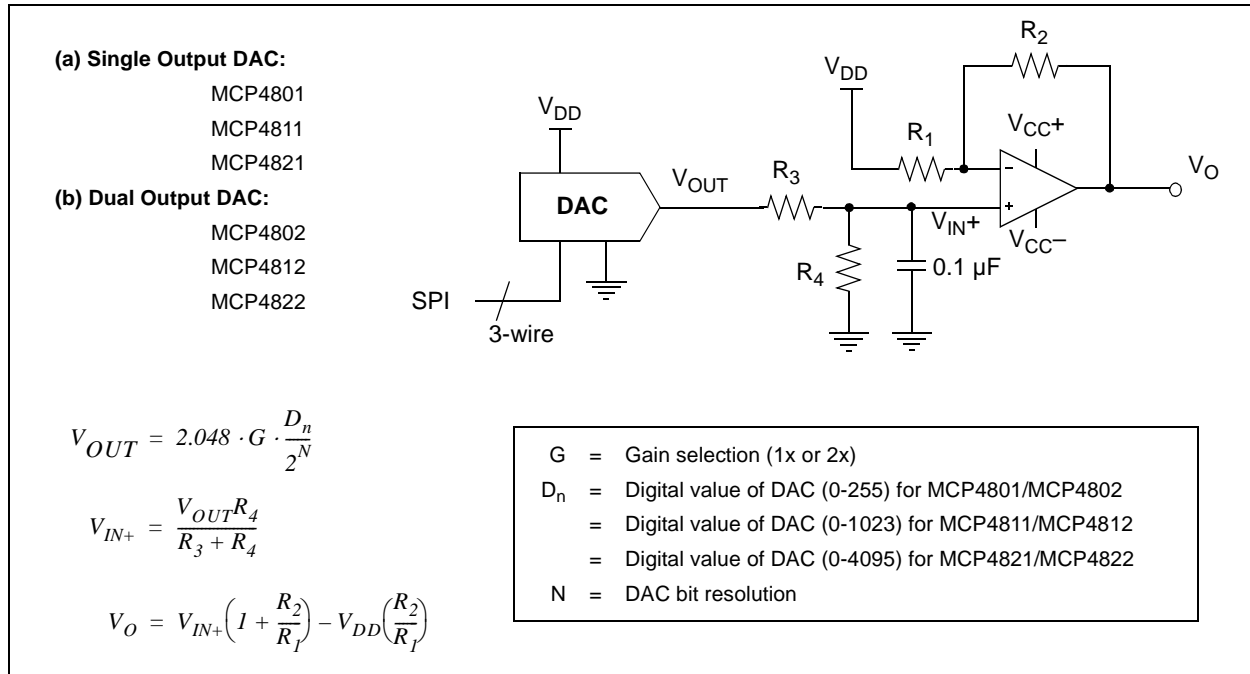 (a) Single Output DAC:
MCP4801
MCP4811
MCP4821
(b) Dual Output DAC:
MCP4802
MCP4812
MCP4822
V_DD
DAC
SPI
3-wire
V_OUT
R_3
R_4
V_DD
R_1
R_2
V_CC+
–
+
V_IN+
V_CC–
0.1 µF
V_O
V_OUT = 2.048 · G · D_n / 2^N
V_IN+ = V_OUT R_4 / R_3 + R_4
V_O = V_IN+ (1 + R_2 / R_1) – V_DD (R_2 / R_1)
G = Gain selection (1x or 2x)
D_n = Digital value of DAC (0-255) for MCP4801/MCP4802
= Digital value of DAC (0-1023) for MCP4811/MCP4812
= Digital value of DAC (0-4095) for MCP4821/MCP4822
N = DAC bit resolution